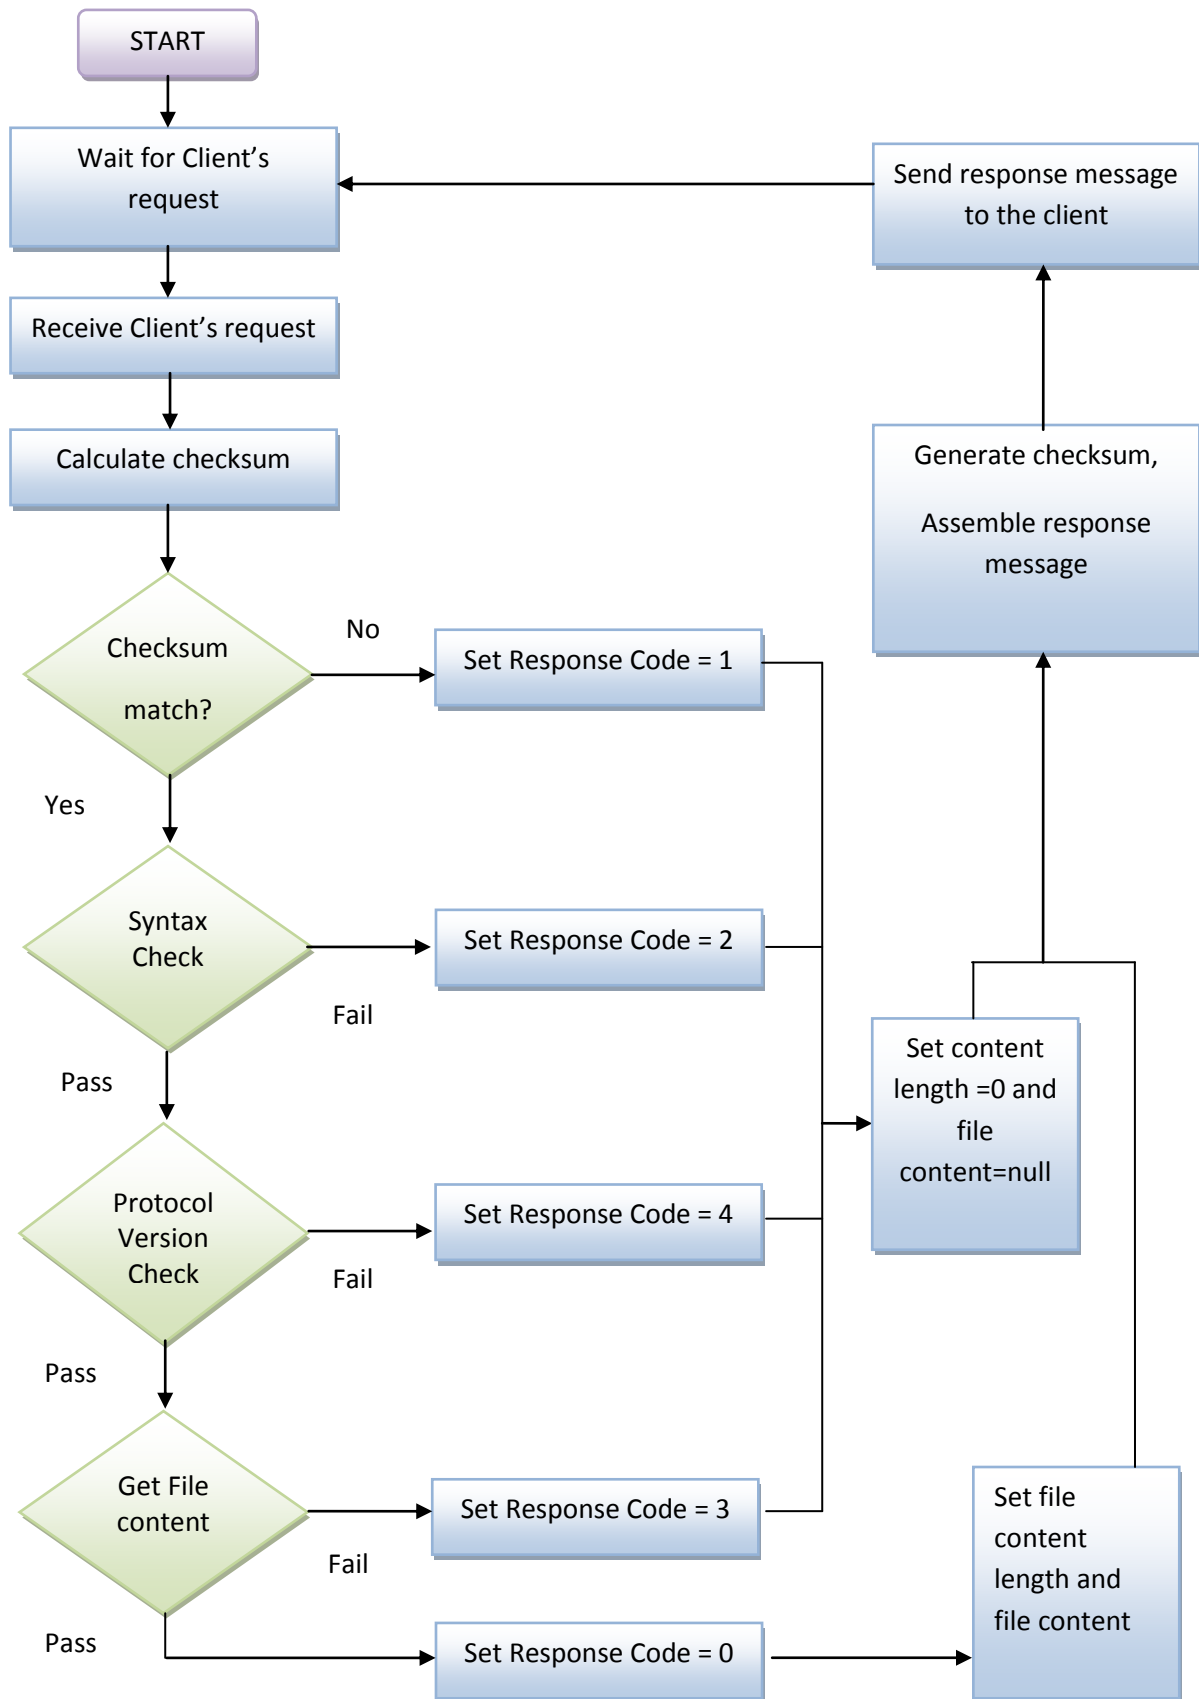 START
Wait for Client’s
request
Send response message
to the client
Receive Client’s request
Calculate checksum
Generate checksum,
Assemble response
message
Checksum
match?
No
Set Response Code = 1
Yes
Syntax
Check
Set Response Code = 2
Fail
Pass
Set content
length =0 and
file
content=null
Protocol
Version
Check
Set Response Code = 4
Fail
Pass
Get File
content
Set Response Code = 3
Fail
Set file
content
length and
file content
Pass
Set Response Code = 0